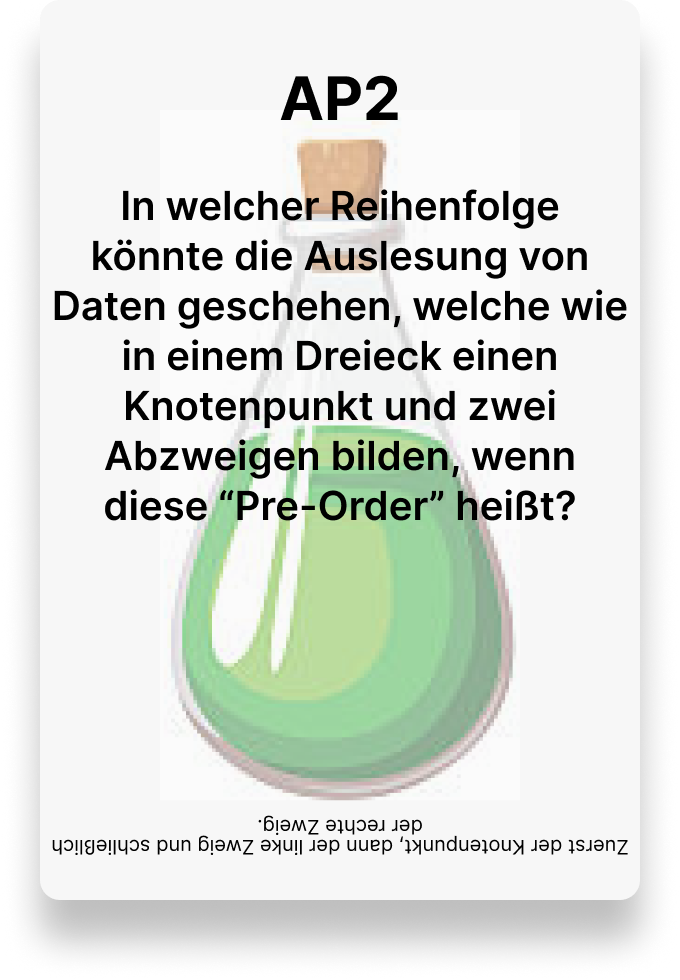 AP2
In welcher Reihenfolge
könnte die Auslesung von
Daten geschehen, welche wie
in einem Dreieck einen
Knotenpunkt und zwei
Abzweigen bilden, wenn
diese “Pre-Order” heißt?
Zuerst der Knotenpunkt, dann der linke Zweig und schließlich
der rechte Zweig.